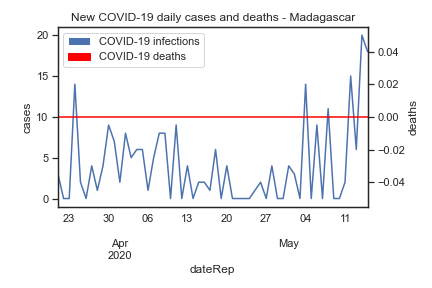 New COVID-19 daily cases and deaths - Madagascar
COVID-19 infections
COVID-19 deaths
20
15
10
5
0
cases
0.04
0.02
0.00
−0.02
−0.04
deaths
23 30 06 13 20 27 04 11
Apr May
2020
dateRep